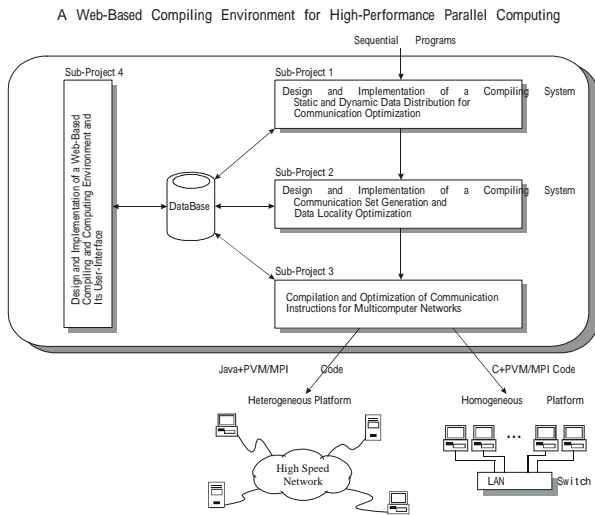 A Web-Based Compiling Environment for High-Performance Parallel Computing
Sequential Programs
Sub-Project 4
Design and Implementation of a Web-Based
Compiling and Computing Environment and
Its User-Interface
Sub-Project 1
Design and Implementation of a Compiling System
Static and Dynamic Data Distribution for
Communication Optimization
Sub-Project 2
Design and Implementation of a Compiling System
Communication Set Generation and
Data Locality Optimization
DataBase
Sub-Project 3
Compilation and Optimization of Communication
Instructions for Multicomputer Networks
Java+PVM/MPI Code
C+PVM/MPI Code
Heterogeneous Platform
Homogeneous Platform
...
High Speed
Network
LAN Switch